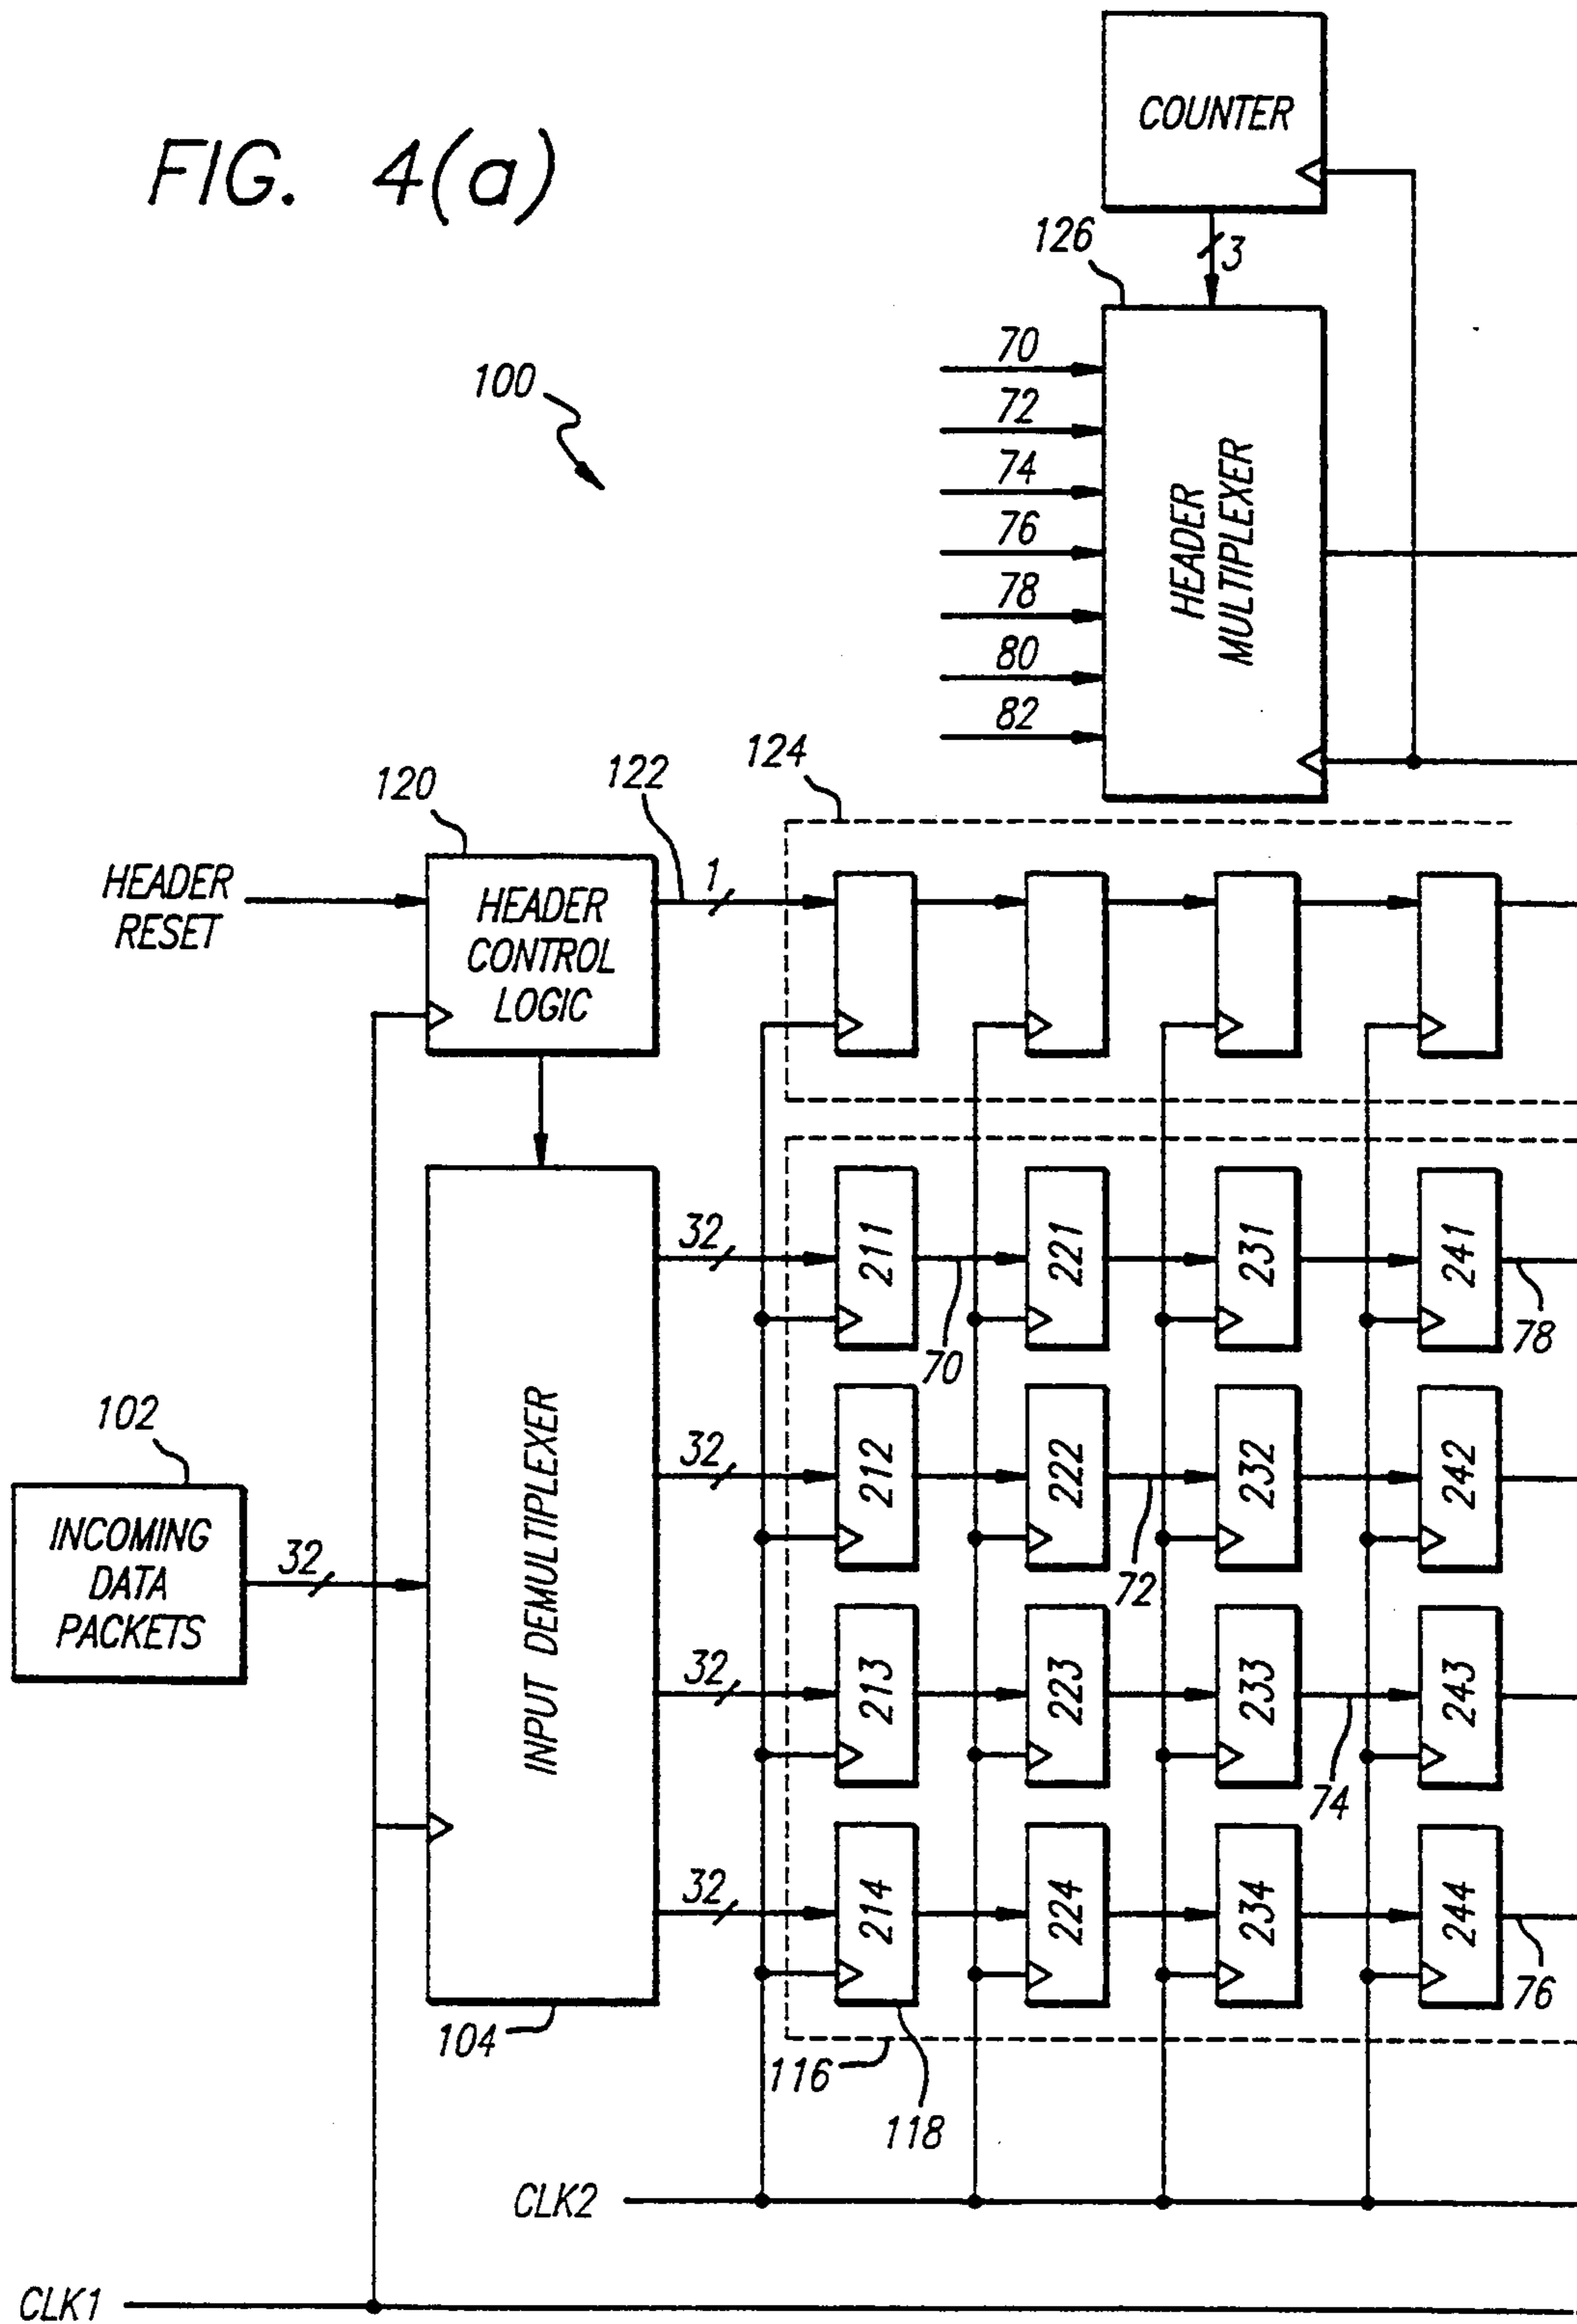 FIG. 4(a)
COUNTER
126
3
100
70
72
74
76
78
80
82
HEADER
MULTIPLEXER
124
120
122
HEADER
RESET
HEADER
CONTROL
LOGIC
1
32
211
221
231
241
70
78
102
INPUT DEMULTIPLEXER
32
212
222
232
242
INCOMING
DATA
PACKETS
32
72
32
213
223
233
243
74
32
214
224
234
244
76
104
116
118
CLK2
CLK1